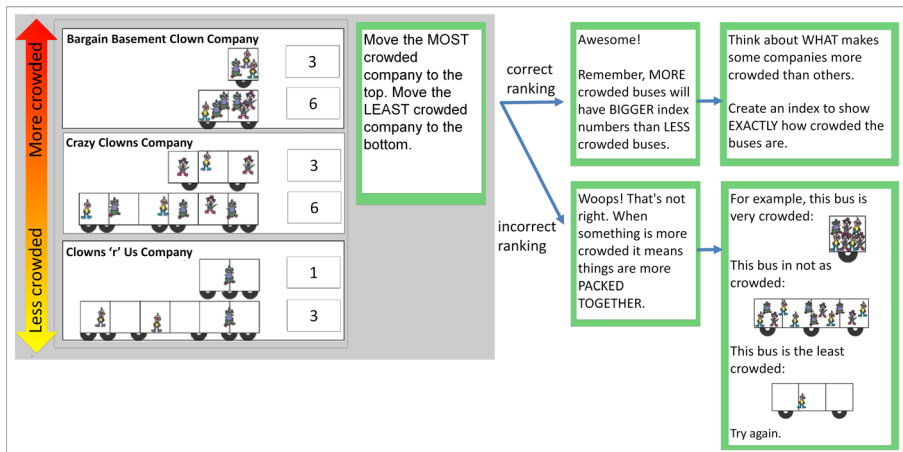 More crowded
Less crowded
Bargain Basement Clown Company
3
6
Crazy Clowns Company
3
6
Clowns ‘r’ Us Company
1
3
Move the MOST
crowded
company to the
top. Move the
LEAST crowded
company to the
bottom.
correct
ranking
incorrect
ranking
Awesome!
Remember, MORE
crowded buses will
have BIGGER index
numbers than LESS
crowded buses.
Think about WHAT makes
some companies more
crowded than others.
Create an index to show
EXACTLY how crowded the
buses are.
Woops! That's not
right. When
something is more
crowded it means
things are more
PACKED
TOGETHER.
For example, this bus is
very crowded:
This bus in not as
crowded:
This bus is the least
crowded:
Try again.